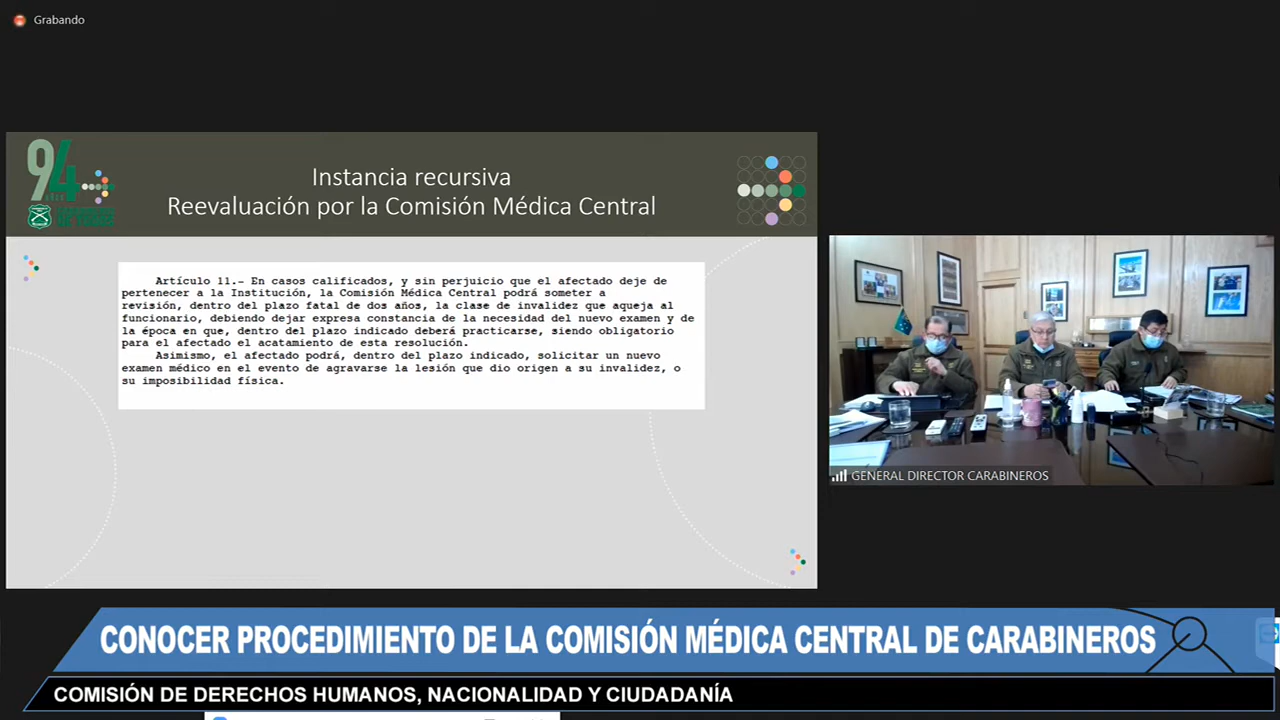 Grabando
94
Instancia recursiva
Reevaluación por la Comisión Médica Central
Artículo 11.- En casos calificados, y sin perjuicio que el afectado deje de
pertenecer a la Institución, la Comisión Médica Central podrá someter a
revisión, dentro del plazo fatal de dos años, la clase de invalidez que aqueja al
funcionario, debiendo dejar expresa constancia de la necesidad del nuevo examen y de
la época en que, dentro del plazo indicado deberá practicarse, siendo obligatorio
para el afectado el acatamiento de esta resolución.
Asimismo, el afectado podrá, dentro del plazo indicado, solicitar un nuevo
examen médico en el evento de agravarse la lesión que dio origen a su invalidez, o
su imposibilidad física.
GENERAL DIRECTOR CARABINEROS
CONOCER PROCEDIMIENTO DE LA COMISIÓN MÉDICA CENTRAL DE CARABINEROS
COMISIÓN DE DERECHOS HUMANOS, NACIONALIDAD Y CIUDADANÍA